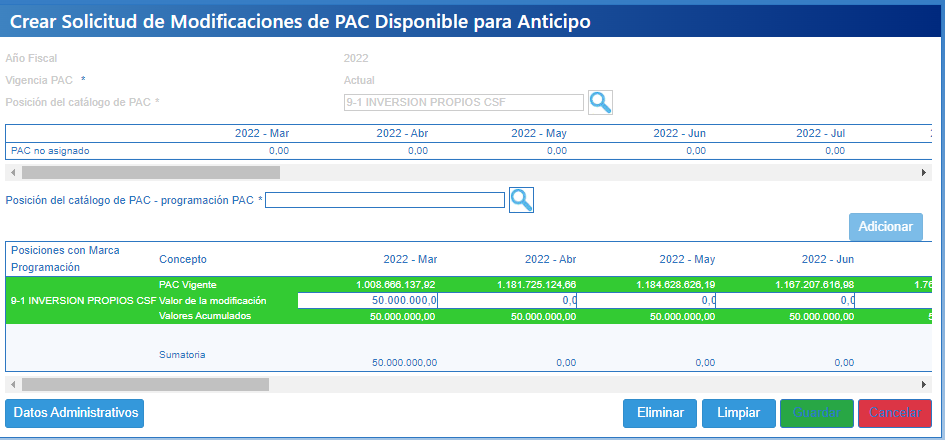 Crear Solicitud de Modificaciones de PAC Disponible para Anticipo
Año Fiscal 2022
Vigencia PAC * Actual
Posición del catálogo de PAC * 9-1 INVERSION PROPIOS CSF
2022 - Mar 2022 - Abr 2022 - May 2022 - Jun 2022 - Jul
PAC no asignado 0,00 0,00 0,00 0,00 0,00
Posición del catálogo de PAC - programación PAC *
Adicionar
Posiciones con Marca
Programación Concepto 2022 - Mar 2022 - Abr 2022 - May 2022 - Jun
PAC Vigente 1.008.666.137,92 1.181.725.124,66 1.184.628.626,19 1.167.207.616,98
9-1 INVERSION PROPIOS CSF Valor de la modificación 50.000.000,0 0,0 0,0 0,0
Valores Acumulados 50.000.000,00 50.000.000,00 50.000.000,00 50.000.000,00
Sumatoria 50.000.000,00 0,00 0,00 0,00
Datos Administrativos Eliminar Limpiar Guardar Cancelar